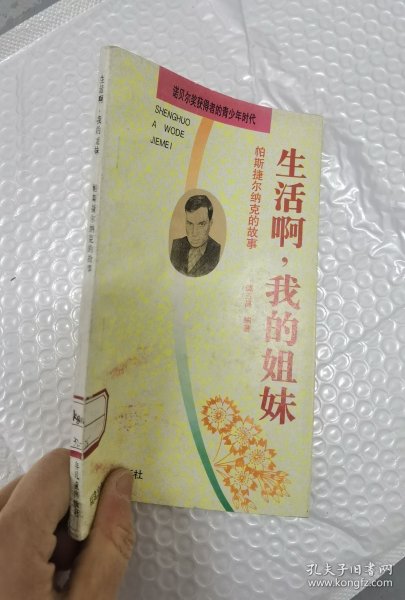 诺贝尔奖获得者的青少年时代
SHENGHUO
A WODE
JIEMEI
生活啊，我的姐妹
帕斯捷尔纳克的故事
编著
版社
生活啊，我的姐妹
帕斯捷尔纳克的故事
孔夫子旧书网
www.kongfz.com